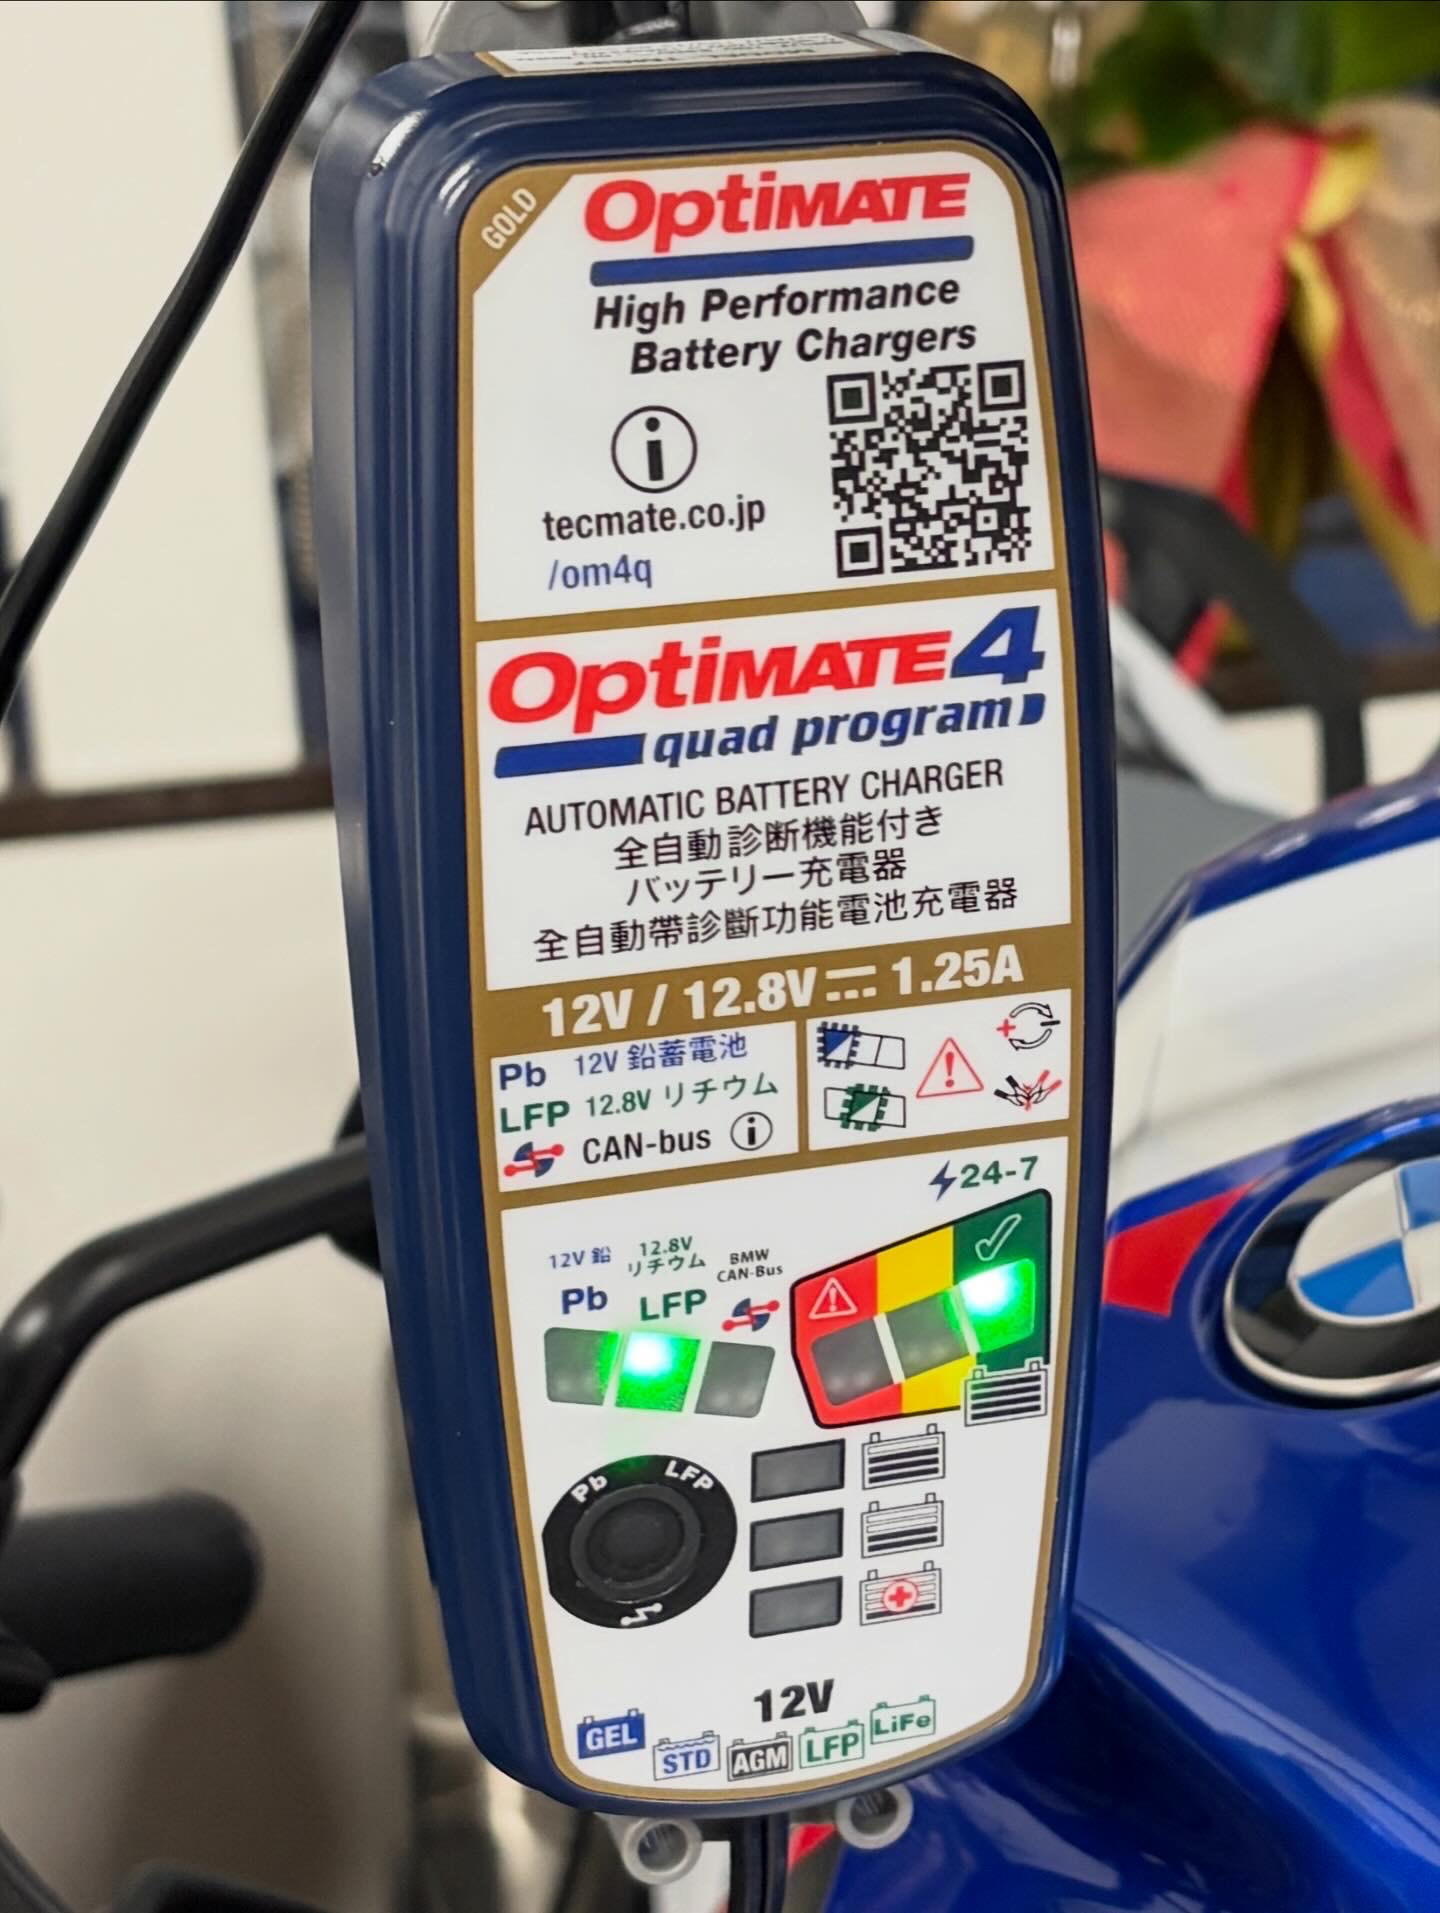 GOLD
OptiMATE
High Performance
Battery Chargers
i
tecmate.co.jp
/om4q
OptiMATE 4
quad program
AUTOMATIC BATTERY CHARGER
全自動診断機能付き
バッテリー充電器
全自動帶診斷功能電池充電器
12V / 12.8V 1.25A
Pb 12V 鉛蓄電池
LFP 12.8V リチウム
CAN-bus i
24-7
12V 鉛 12.8V リチウム BMW CAN-Bus
Pb LFP
Pb LFP
12V
GEL STD AGM LFP LiFe